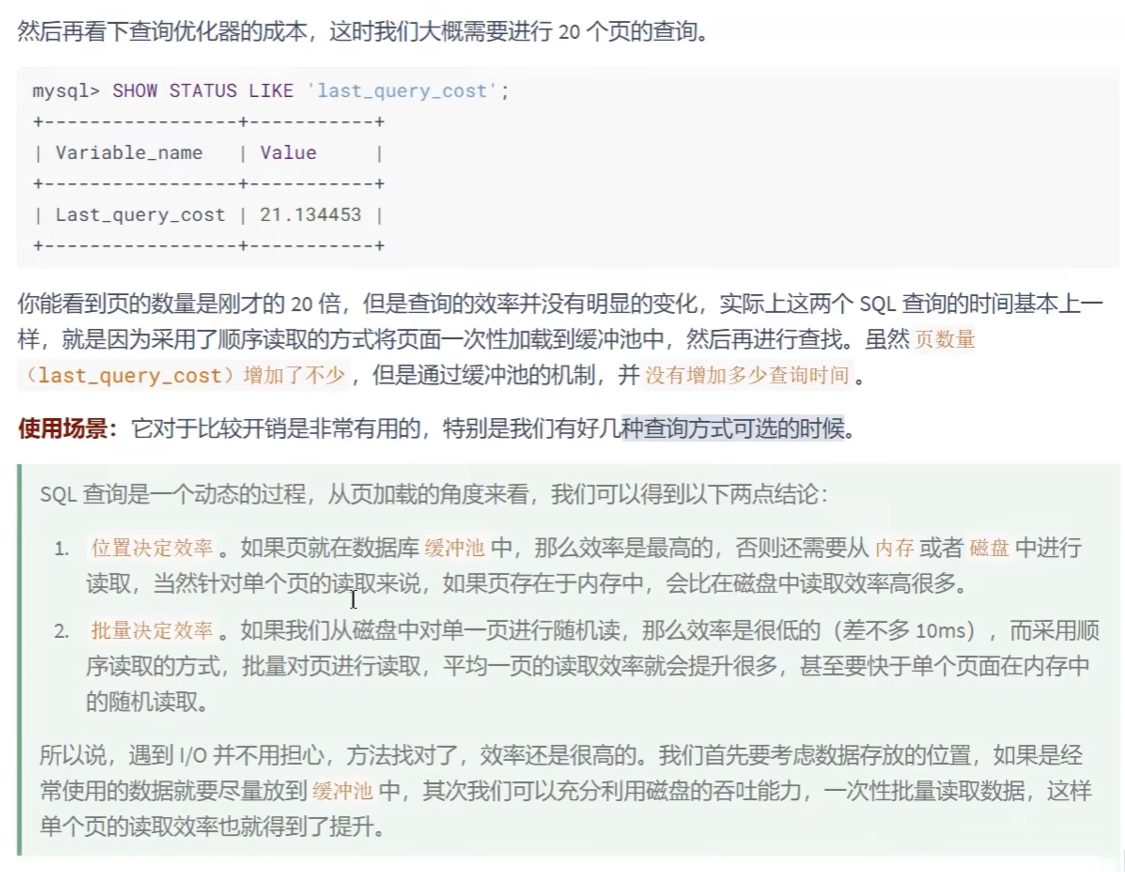 然后再看下查询优化器的成本，这时我们大概需要进行 20 个页的查询。
mysql> SHOW STATUS LIKE 'last_query_cost';
+-----------------+-----------+
| Variable_name   | Value     |
+-----------------+-----------+
| Last_query_cost | 21.134453 |
+-----------------+-----------+
你能看到页的数量是刚才的 20 倍，但是查询的效率并没有明显的变化，实际上这两个 SQL 查询的时间基本上一
样，就是因为采用了顺序读取的方式将页面一次性加载到缓冲池中，然后再进行查找。虽然 页数量
（last_query_cost）增加了不少 ，但是通过缓冲池的机制，并 没有增加多少查询时间 。
使用场景：它对于比较开销是非常有用的，特别是我们有好几种查询方式可选的时候。
SQL 查询是一个动态的过程，从页加载的角度来看，我们可以得到以下两点结论：
1. 位置决定效率 。如果页就在数据库 缓冲池 中，那么效率是最高的，否则还需要从 内存 或者 磁盘 中进行
读取，当然针对单个页的读取来说，如果页存在于内存中，会比在磁盘中读取效率高很多。
2. 批量决定效率 。如果我们从磁盘中对单一页进行随机读，那么效率是很低的（差不多 10ms），而采用顺
序读取的方式，批量对页进行读取，平均一页的读取效率就会提升很多，甚至要快于单个页面在内存中
的随机读取。
所以说，遇到 I/O 并不用担心，方法找对了，效率还是很高的。我们首先要考虑数据存放的位置，如果是经
常使用的数据就要尽量放到 缓冲池 中，其次我们可以充分利用磁盘的吞吐能力，一次性批量读取数据，这样
单个页的读取效率也就得到了提升。